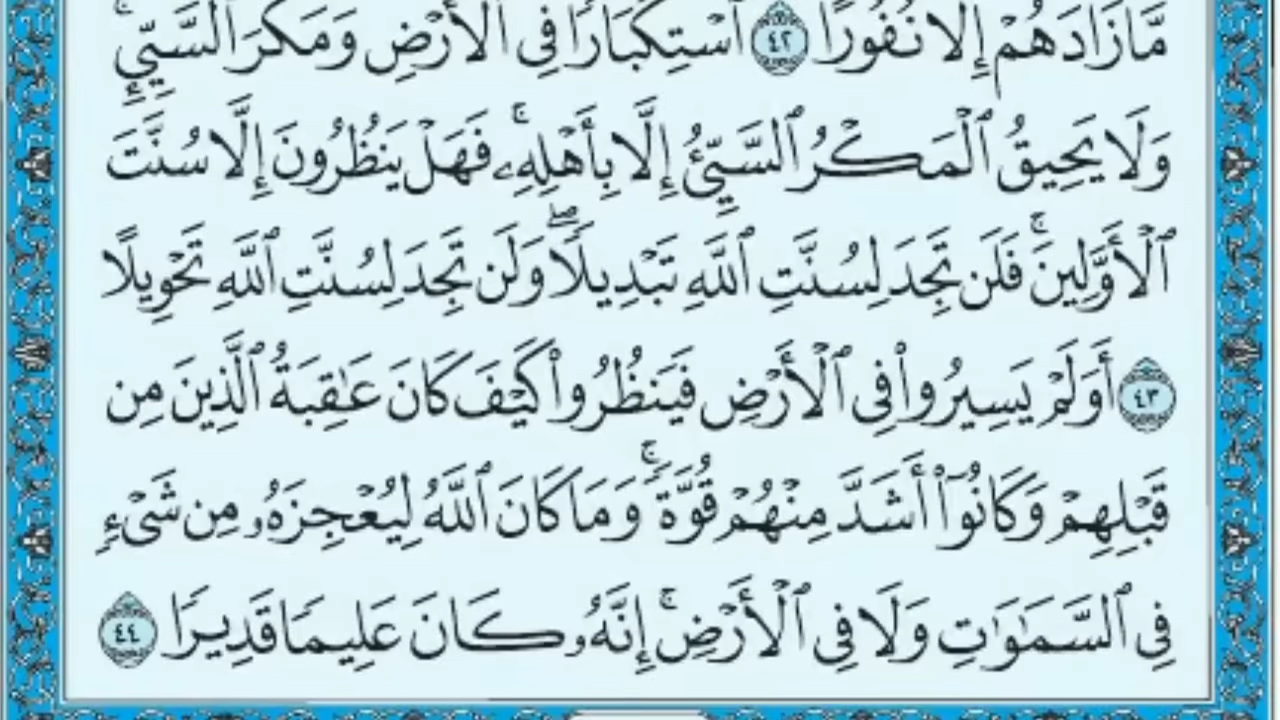 مَّا زَادَهُمْ إِلَّا نُفُورًا ٤٢ ٱسْتِكْبَارًا فِى ٱلْأَرْضِ وَمَكْرَ ٱلسَّيِّئِ ۚ
وَلَا يَحِيقُ ٱلْمَكْرُ ٱلسَّيِّئُ إِلَّا بِأَهْلِهِۦ ۚ فَهَلْ يَنظُرُونَ إِلَّا سُنَّتَ
ٱلْأَوَّلِينَ ۚ فَلَن تَجِدَ لِسُنَّتِ ٱللَّهِ تَبْدِيلًا ۖ وَلَن تَجِدَ لِسُنَّتِ ٱللَّهِ تَحْوِيلًا
٤٣ أَوَلَمْ يَسِيرُوا۟ فِى ٱلْأَرْضِ فَيَنظُرُوا۟ كَيْفَ كَانَ عَـٰقِبَةُ ٱلَّذِينَ مِن
قَبْلِهِمْ وَكَانُوٓا۟ أَشَدَّ مِنْهُمْ قُوَّةً ۚ وَمَا كَانَ ٱللَّهُ لِيُعْجِزَهُۥ مِن شَىْءٍ
فِى ٱلسَّمَـٰوَٰتِ وَلَا فِى ٱلْأَرْضِ ۚ إِنَّهُۥ كَانَ عَلِيمًا قَدِيرًا ٤٤